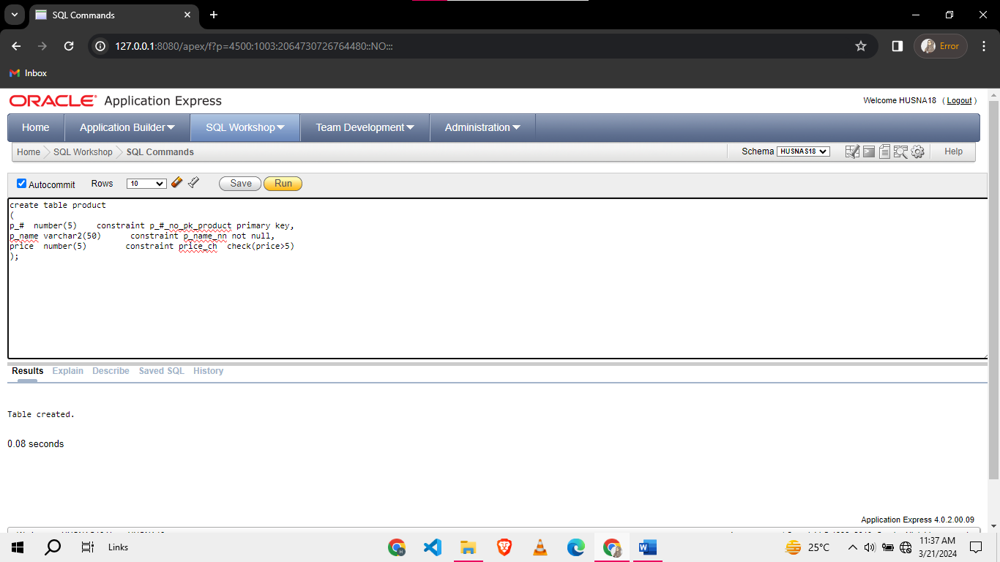 SQL Commands
127.0.0.1:8080/apex/f?p=4500:1003:2064730726764480::NO:::
Error
Inbox
ORACLE Application Express
Welcome HUSNA18 ( Logout )
Home Application Builder SQL Workshop Team Development Administration
Home SQL Workshop SQL Commands Schema HUSNAS18 Help
Autocommit Rows 10 Save Run
create table product
(
p_# number(5) constraint p_#_no_pk_product primary key,
p_name varchar2(50) constraint p_name_nn not null,
price number(5) constraint price_ch check(price>5)
);
Results Explain Describe Saved SQL History
Table created.
0.08 seconds
Application Express 4.0.2.00.09
Links 25°C 11:37 AM
3/21/2024